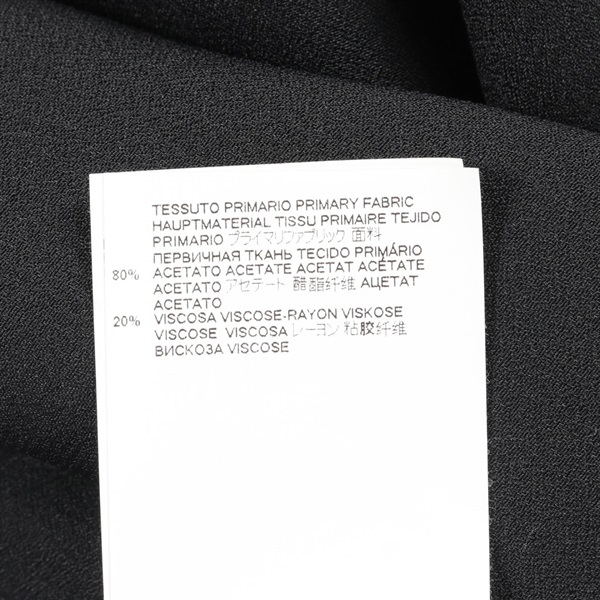 TESSUTO PRIMARIO PRIMARY FABRIC
HAUPTMATERIAL TISSU PRIMAIRE TEJIDO
PRIMARIO プライマリファブリック 面料
ПЕРВИЧНАЯ ТКАНЬ TECIDO PRIMÁRIO
80% ACETATO ACETATE ACETAT ACÉTATE
ACETATO アセテート 醋酯纤维 АЦЕТАТ
ACETATO
20% VISCOSA VISCOSE-RAYON VISKOSE
VISCOSE VISCOSA レーヨン 粘胶纤维
ВИСКОЗА VISCOSE